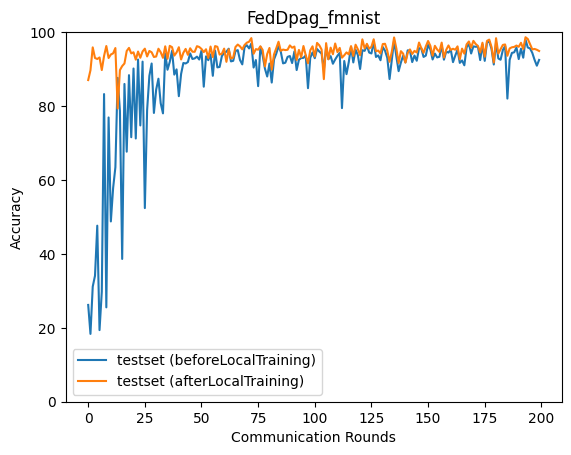 FedDpag_fmnist
Accuracy
100
80
60
40
20
0
testset (beforeLocalTraining)
testset (afterLocalTraining)
0 25 50 75 100 125 150 175 200
Communication Rounds